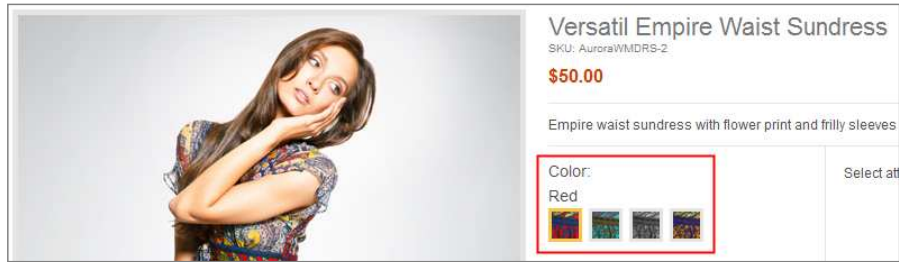 Versatil Empire Waist Sundress
SKU: AuroraWMDRS-2
$50.00
Empire waist sundress with flower print and frilly sleeves
Color:
Select
Red